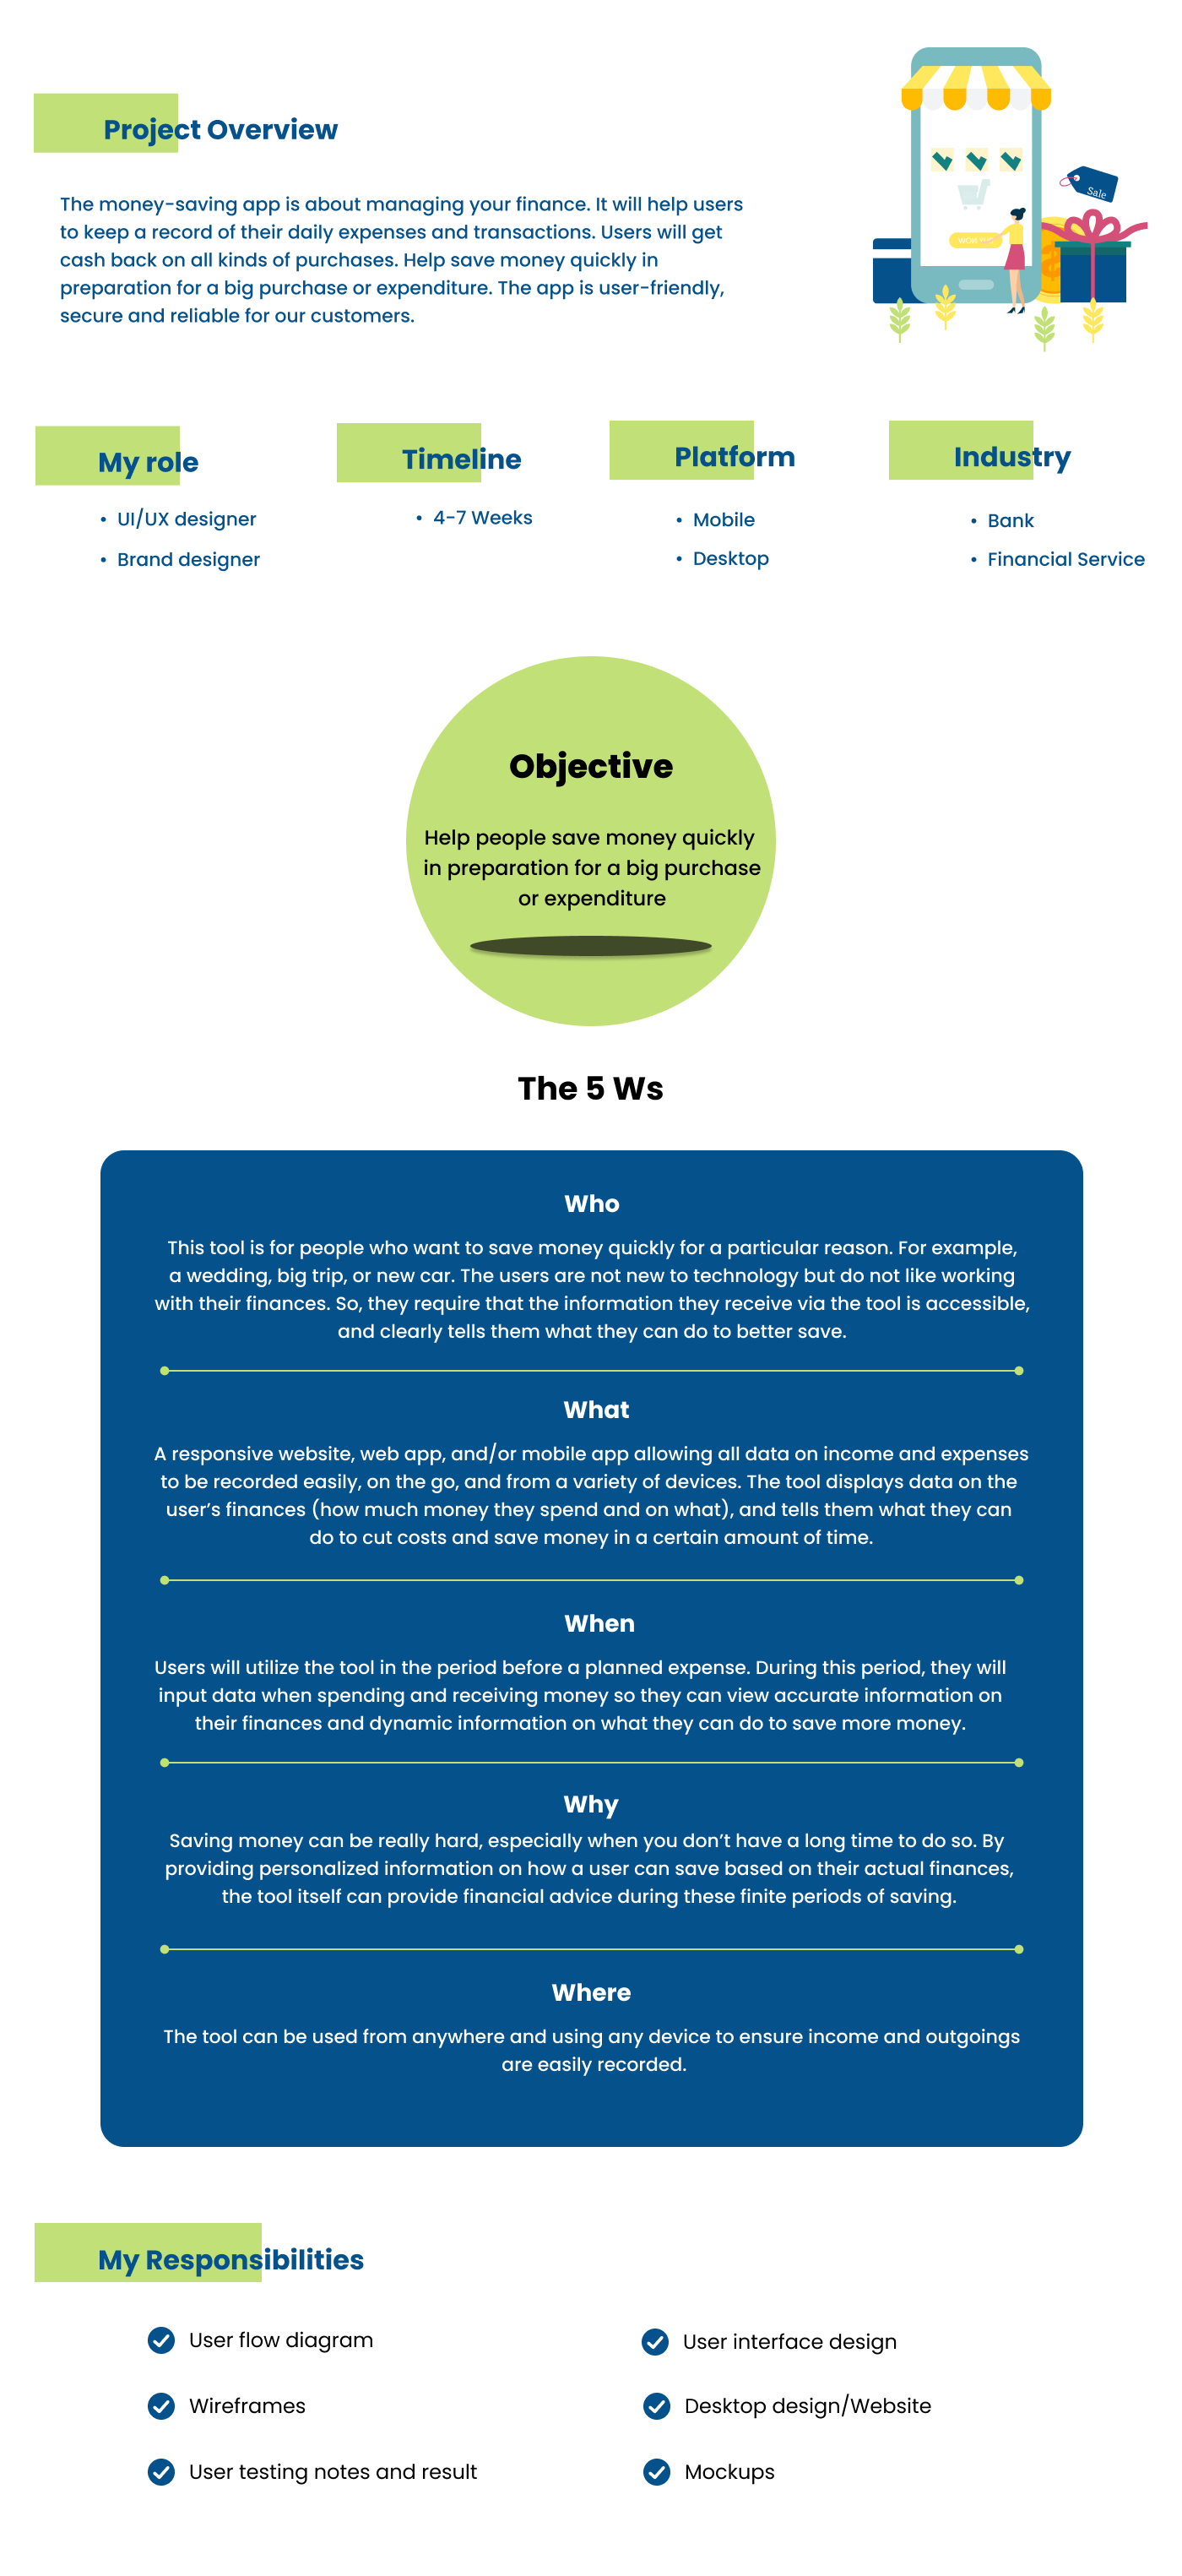 Project Overview
The money-saving app is about managing your finance. It will help users
to keep a record of their daily expenses and transactions. Users will get
cash back on all kinds of purchases. Help save money quickly in
preparation for a big purchase or expenditure. The app is user-friendly,
secure and reliable for our customers.
Sale
My role
• UI/UX designer
• Brand designer
Timeline
• 4-7 Weeks
Platform
• Mobile
• Desktop
Industry
• Bank
• Financial Service
Objective
Help people save money quickly
in preparation for a big purchase
or expenditure
The 5 Ws
Who
This tool is for people who want to save money quickly for a particular reason. For example,
a wedding, big trip, or new car. The users are not new to technology but do not like working
with their finances. So, they require that the information they receive via the tool is accessible,
and clearly tells them what they can do to better save.
What
A responsive website, web app, and/or mobile app allowing all data on income and expenses
to be recorded easily, on the go, and from a variety of devices. The tool displays data on the
user’s finances (how much money they spend and on what), and tells them what they can
do to cut costs and save money in a certain amount of time.
When
Users will utilize the tool in the period before a planned expense. During this period, they will
input data when spending and receiving money so they can view accurate information on
their finances and dynamic information on what they can do to save more money.
Why
Saving money can be really hard, especially when you don’t have a long time to do so. By
providing personalized information on how a user can save based on their actual finances,
the tool itself can provide financial advice during these finite periods of saving.
Where
The tool can be used from anywhere and using any device to ensure income and outgoings
are easily recorded.
My Responsibilities
User flow diagram
Wireframes
User testing notes and result
User interface design
Desktop design/Website
Mockups